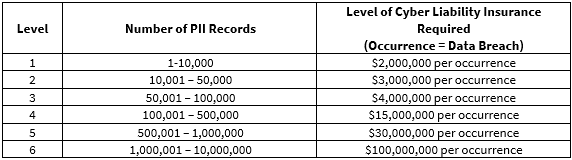 Level Number of PII Records Level of Cyber Liability Insurance
Required
(Occurrence = Data Breach)
1 1-10,000 $2,000,000 per occurrence
2 10,001 – 50,000 $3,000,000 per occurrence
3 50,001 – 100,000 $4,000,000 per occurrence
4 100,001 – 500,000 $15,000,000 per occurrence
5 500,001 – 1,000,000 $30,000,000 per occurrence
6 1,000,001 – 10,000,000 $100,000,000 per occurrence